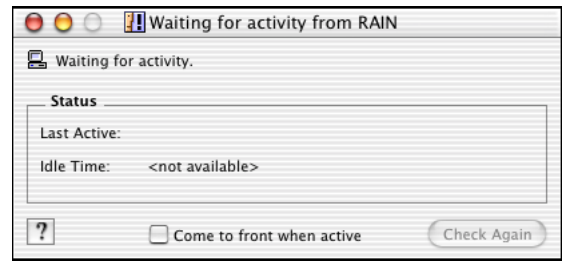 Waiting for activity from RAIN
Waiting for activity.
Status
Last Active:
Idle Time: <not available>
? Come to front when active Check Again